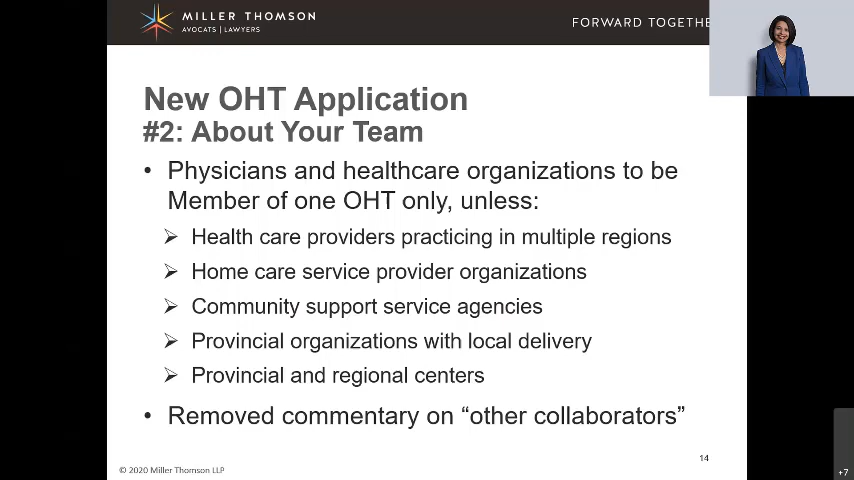 MILLER THOMSON
AVOCATS | LAWYERS
FORWARD TOGETHE
New OHT Application
#2: About Your Team
• Physicians and healthcare organizations to be
Member of one OHT only, unless:
➢ Health care providers practicing in multiple regions
➢ Home care service provider organizations
➢ Community support service agencies
➢ Provincial organizations with local delivery
➢ Provincial and regional centers
• Removed commentary on “other collaborators”
14
© 2020 Miller Thomson LLP
+7